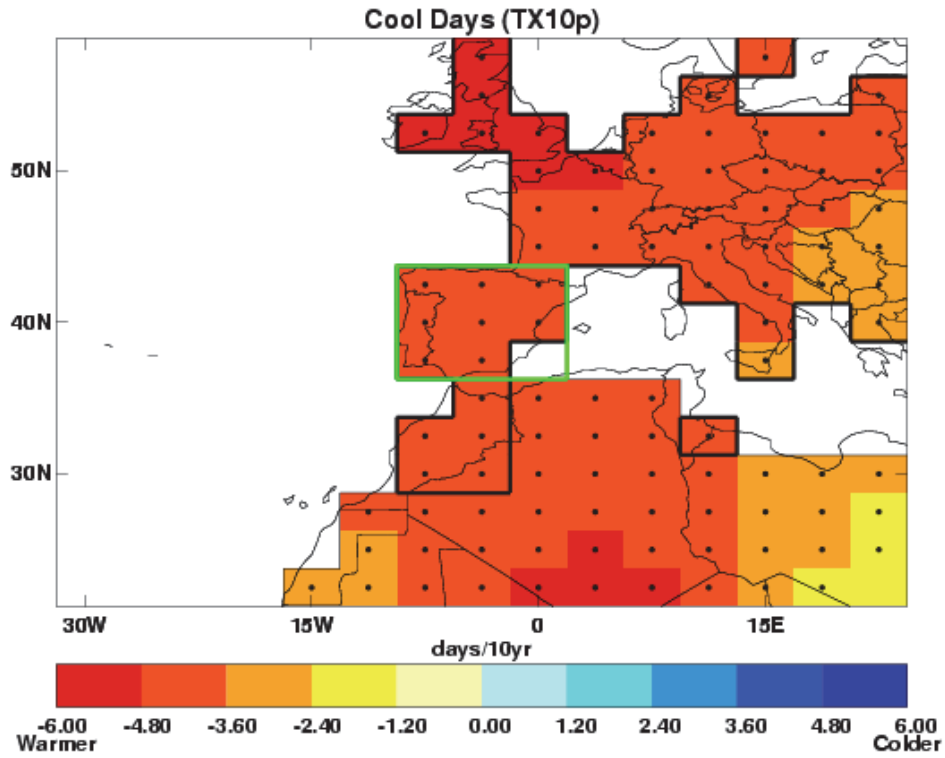 Cool Days (TX10p)
50N
40N
30N
30W 15W 0 15E
days/10yr
-6.00 -4.80 -3.60 -2.40 -1.20 0.00 1.20 2.40 3.60 4.80 6.00
Warmer Colder